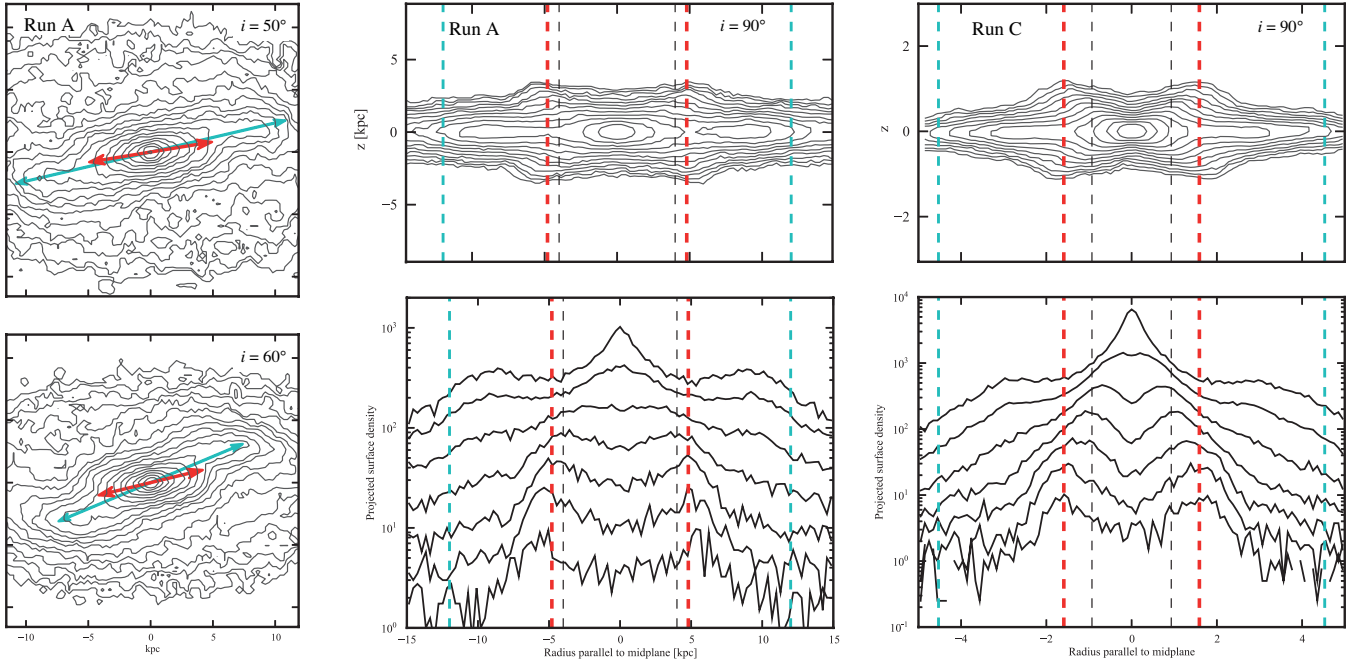 Run A
i = 50°
Run A
i = 90°
Run C
i = 90°
z [kpc]
5
0
−5
z
2
0
−2
i = 60°
−10
−5
0
5
10
kpc
Projected surface density
10³
10²
10¹
10⁰
−15
−10
−5
0
5
10
15
Radius parallel to midplane [kpc]
Projected surface density
10⁴
10³
10²
10¹
10⁰
10⁻¹
−4
−2
0
2
4
Radius parallel to midplane